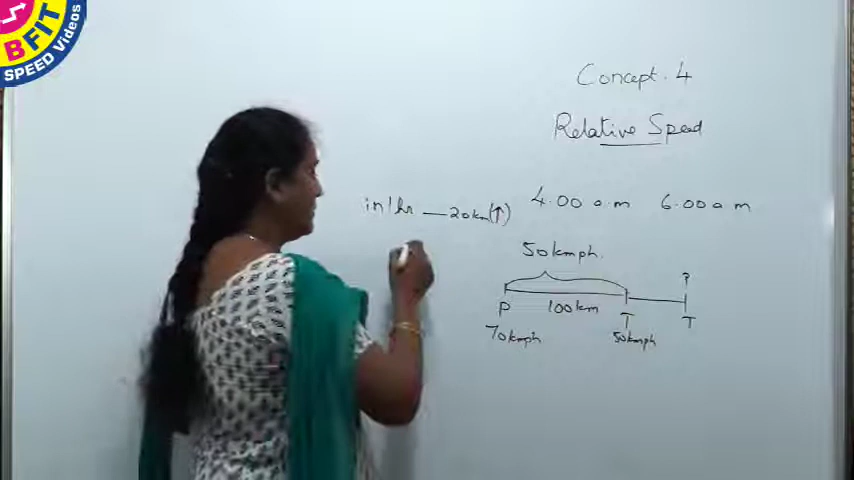 BFIT
SPEED Videos
Concept. 4
Relative Speed
in 1 hr — 20km(↑)
4.00 a.m 6.00 a m
50kmph.
?
P 100km T T
70kmph 50kmph